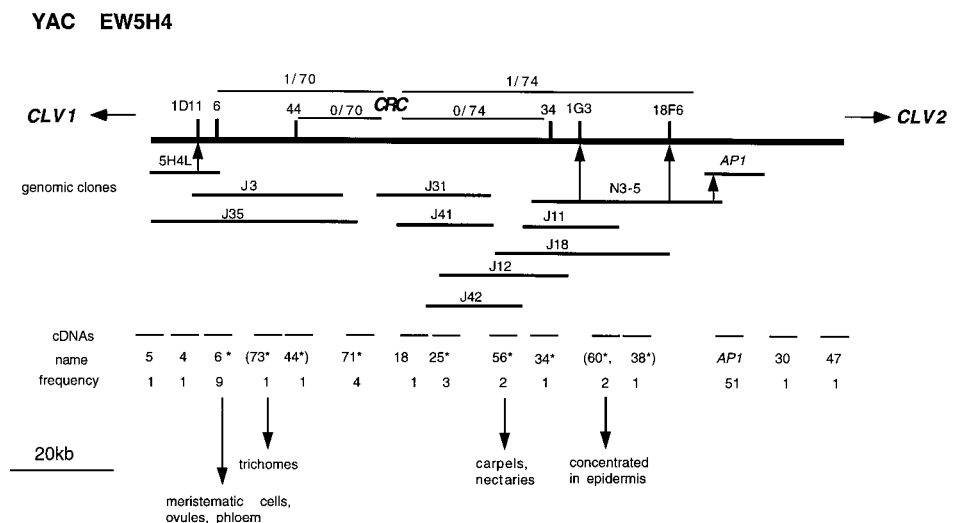 YAC EW5H4
1/70 1/74
1D11 6 44 0/70 CRC 0/74 34 1G3 18F6
CLV1 CLV2
5H4L AP1
genomic clones J3 J31 N3-5
J35 J41 J11
J18
J12
J42
cDNAs
name 5 4 6* (73* 44*) 71* 18 25* 56* 34* (60*, 38*) AP1 30 47
frequency 1 1 9 1 1 4 1 3 2 1 2 1 51 1 1
20kb
trichomes
carpels,
nectaries
concentrated
in epidermis
meristematic cells,
ovules, phloem